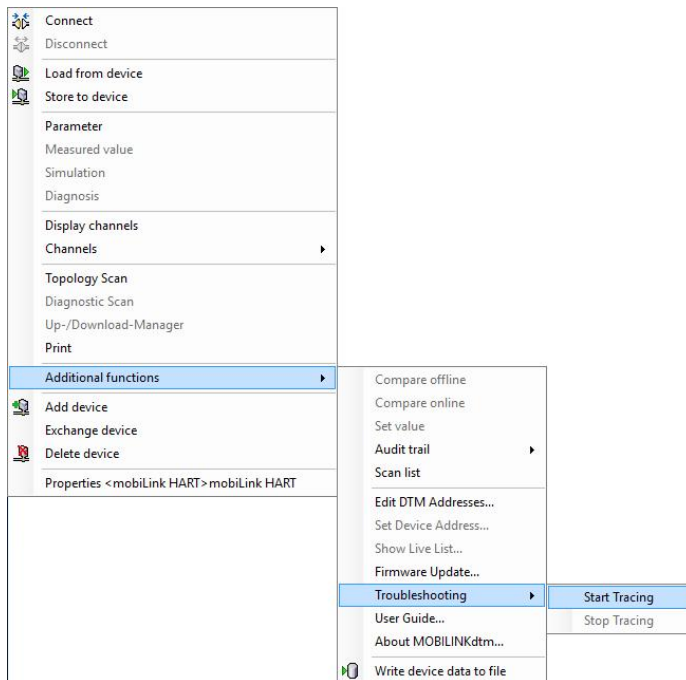 Connect
Disconnect
Load from device
Store to device
Parameter
Measured value
Simulation
Diagnosis
Display channels
Channels
Topology Scan
Diagnostic Scan
Up-/Download-Manager
Print
Additional functions
Add device
Exchange device
Delete device
Properties <mobiLink HART>mobiLink HART
Compare offline
Compare online
Set value
Audit trail
Scan list
Edit DTM Addresses...
Set Device Address...
Show Live List...
Firmware Update...
Troubleshooting
User Guide...
About MOBILINKdtm...
Write device data to file
Start Tracing
Stop Tracing